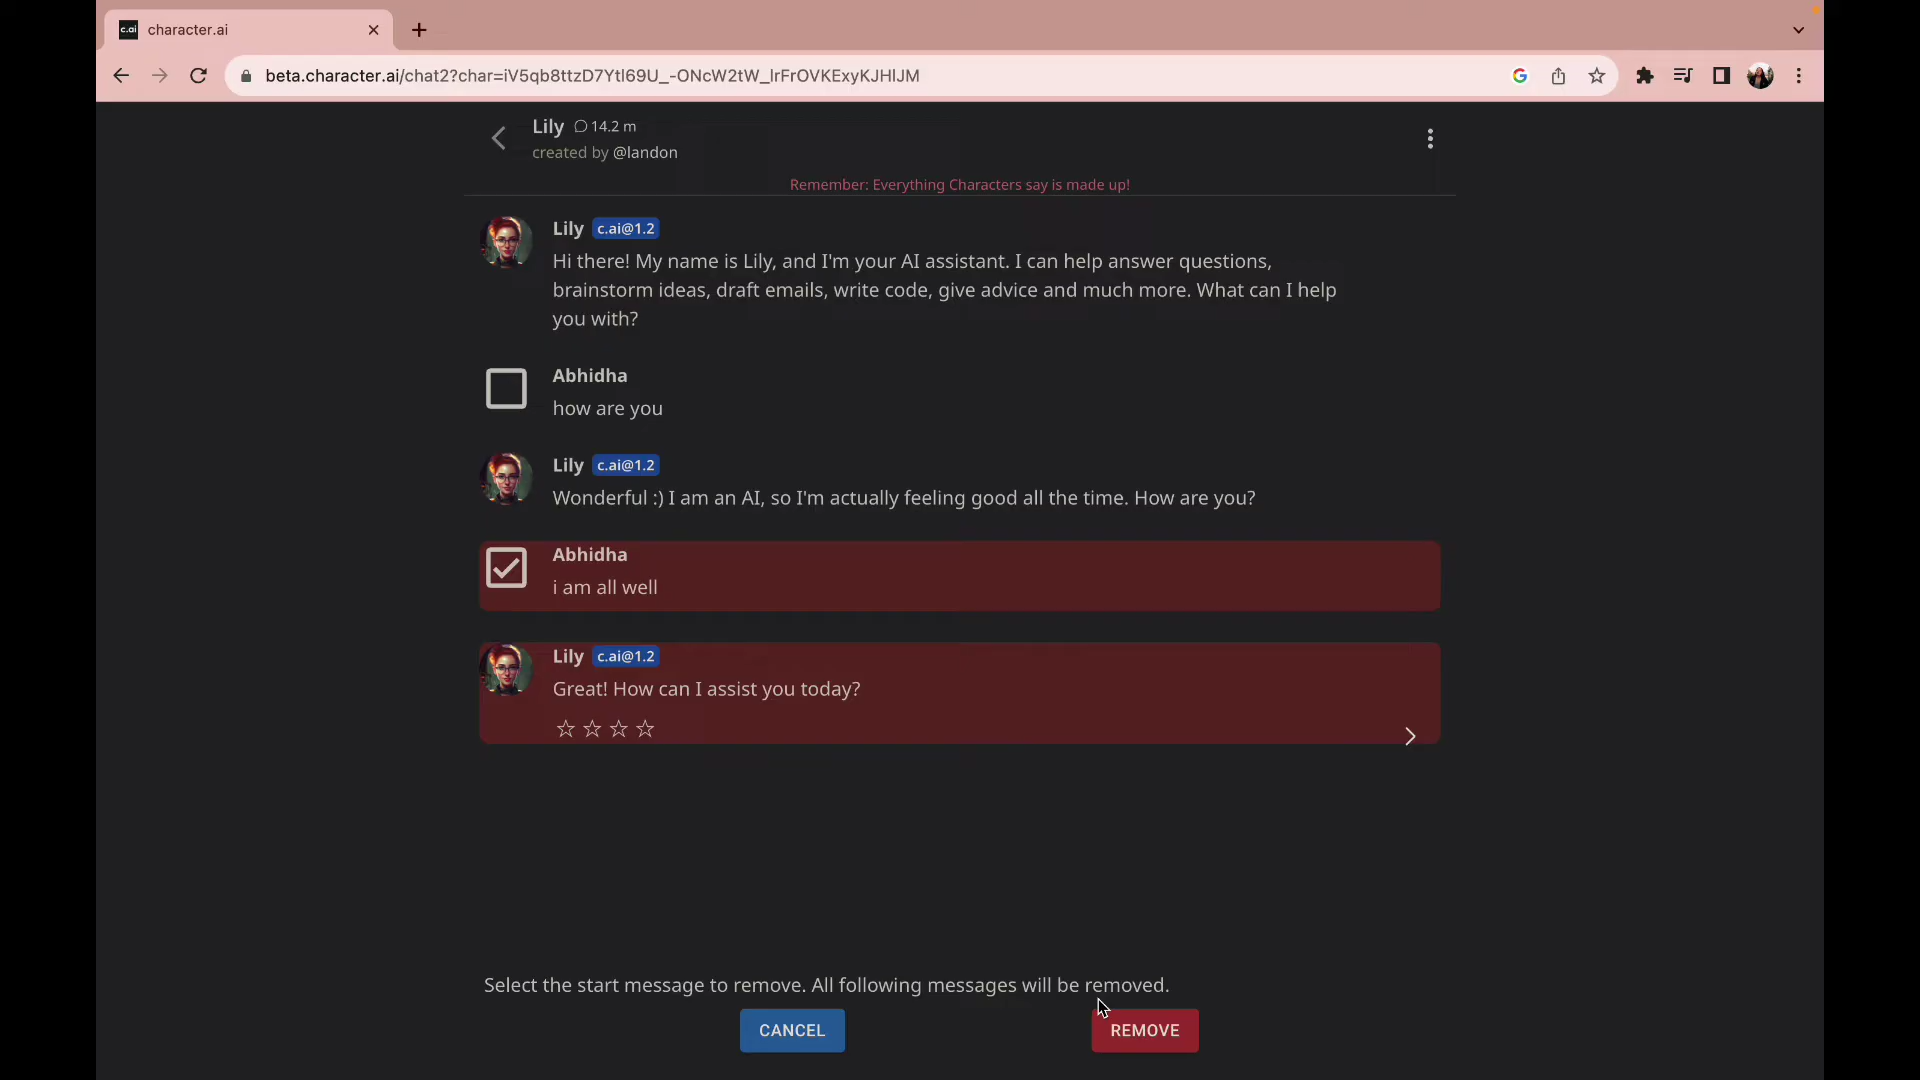 c.ai character.ai
beta.character.ai/chat2?char=iV5qb8ttzD7Ytl69U_-ONcW2tW_lrFrOVKExyKJHlJM
Lily 14.2 m
created by @landon
Remember: Everything Characters say is made up!
Lily c.ai@1.2
Hi there! My name is Lily, and I'm your AI assistant. I can help answer questions,
brainstorm ideas, draft emails, write code, give advice and much more. What can I help
you with?
Abhidha
how are you
Lily c.ai@1.2
Wonderful :) I am an AI, so I'm actually feeling good all the time. How are you?
Abhidha
i am all well
Lily c.ai@1.2
Great! How can I assist you today?
Select the start message to remove. All following messages will be removed.
CANCEL REMOVE